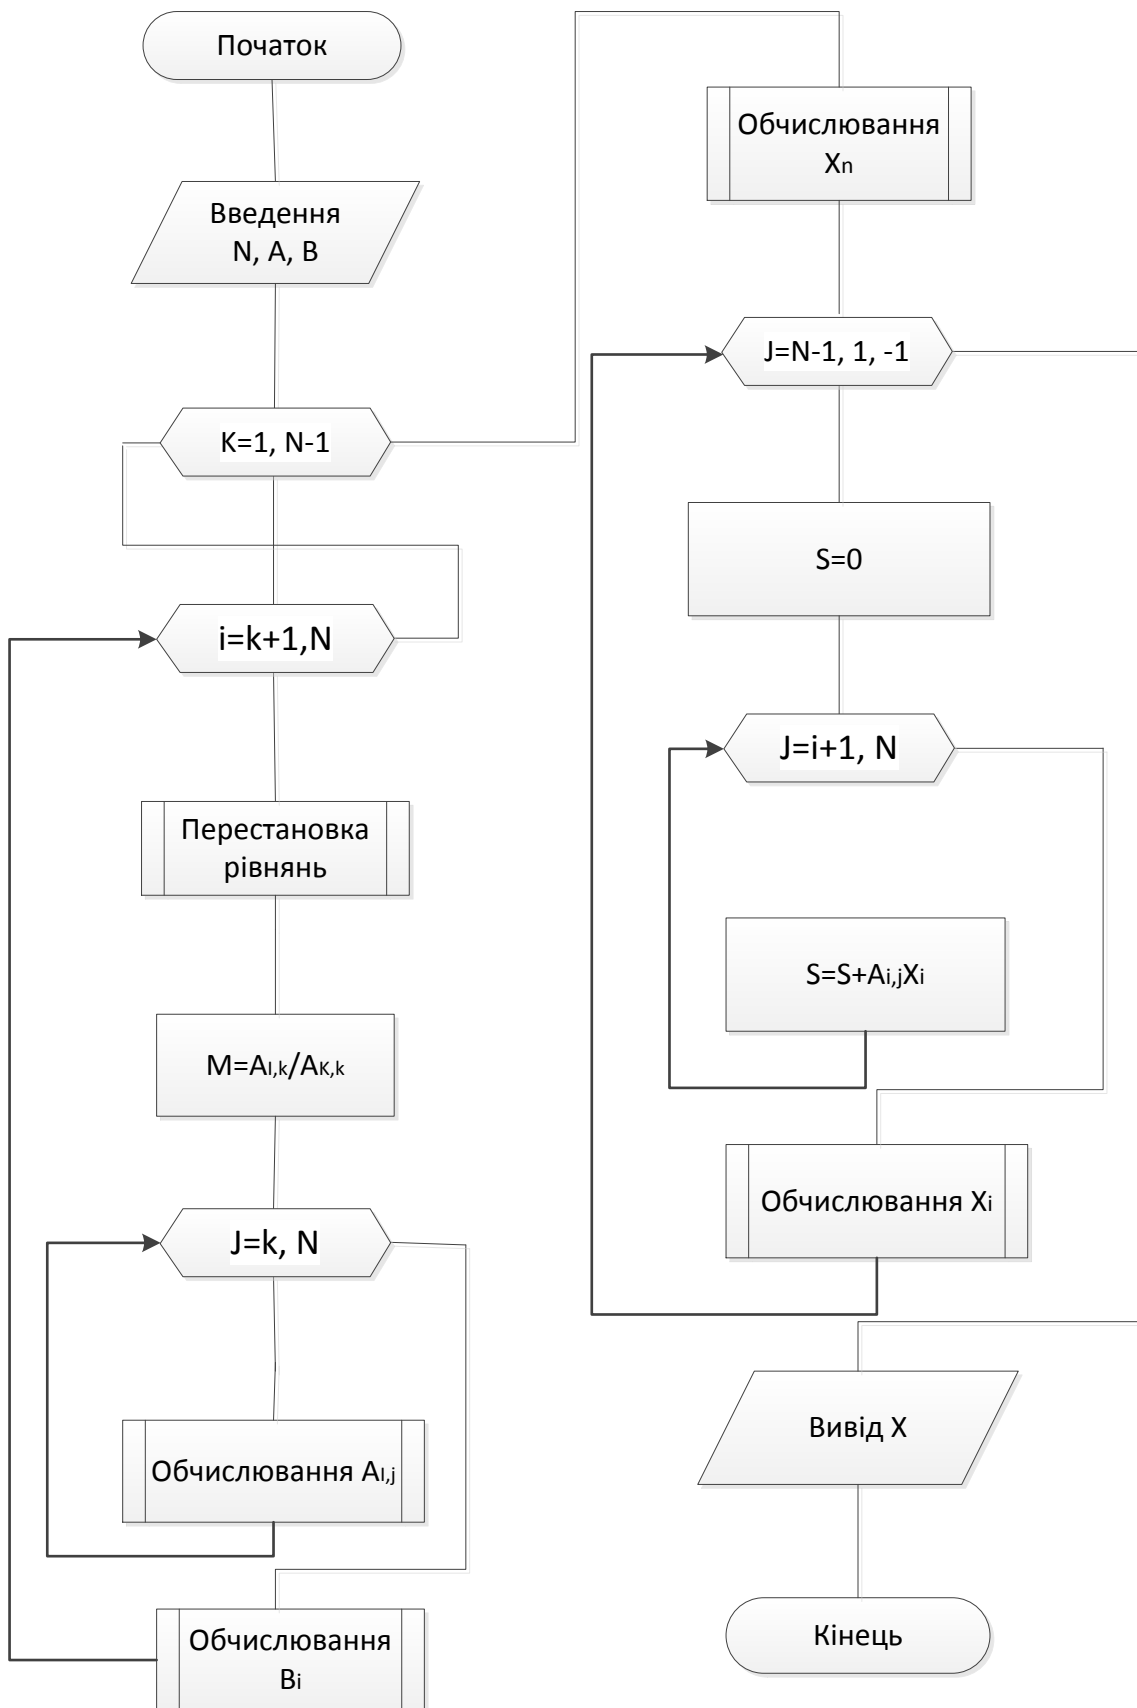 Початок
Введення
N, A, B
K=1, N-1
i=k+1,N
Перестановка
рівнянь
M=AI,k/AK,k
J=k, N
Обчислювання AI,j
Обчислювання
Bi
Обчислювання
Xn
J=N-1, 1, -1
S=0
J=i+1, N
S=S+Ai,jXi
Обчислювання Xi
Вивід X
Кінець